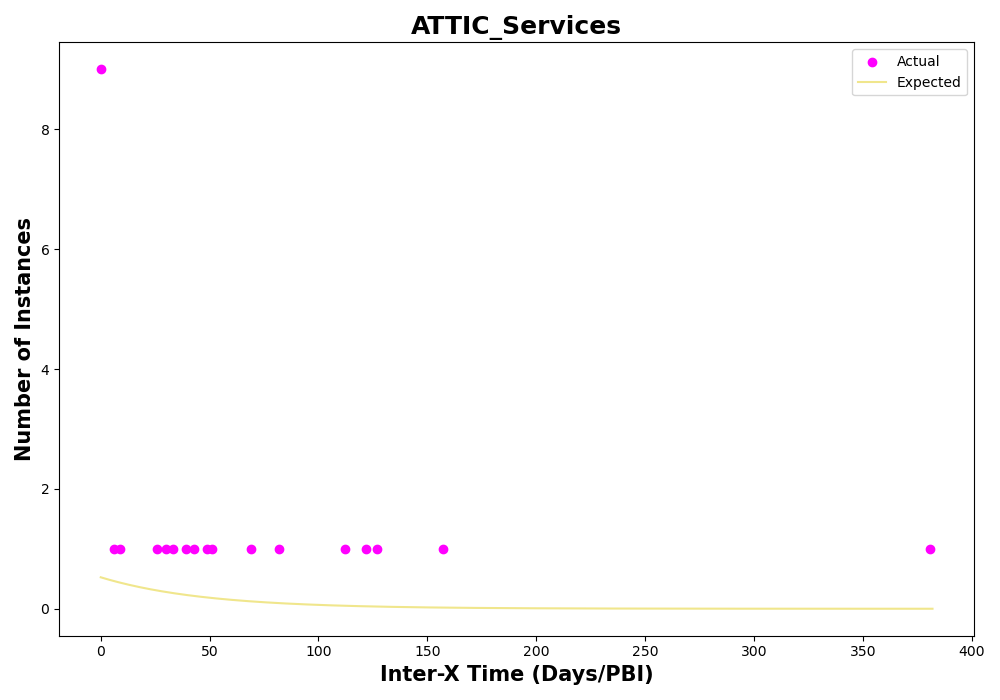 ATTIC_Services
Actual
Expected
Number of Instances
8
6
4
2
0
0 50 100 150 200 250 300 350 400
Inter-X Time (Days/PBI)